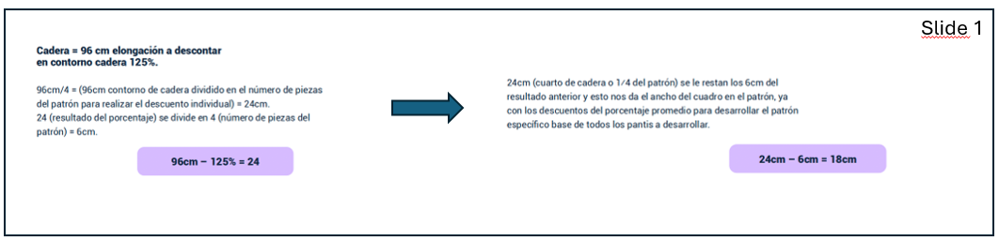 Slide 1
Cadera = 96 cm elongación a descontar
en contorno cadera 125%.
96cm/4 = (96cm contorno de cadera dividido en el número de piezas
del patrón para realizar el descuento individual) = 24cm.
24 (resultado del porcentaje) se divide en 4 (número de piezas del
patrón) = 6cm.
96cm – 125% = 24
24cm (cuarto de cadera o 1/4 del patrón) se le restan los 6cm del
resultado anterior y esto nos da el ancho del cuadro en el patrón, ya
con los descuentos del porcentaje promedio para desarrollar el patrón
específico base de todos los pantis a desarrollar.
24cm – 6cm = 18cm